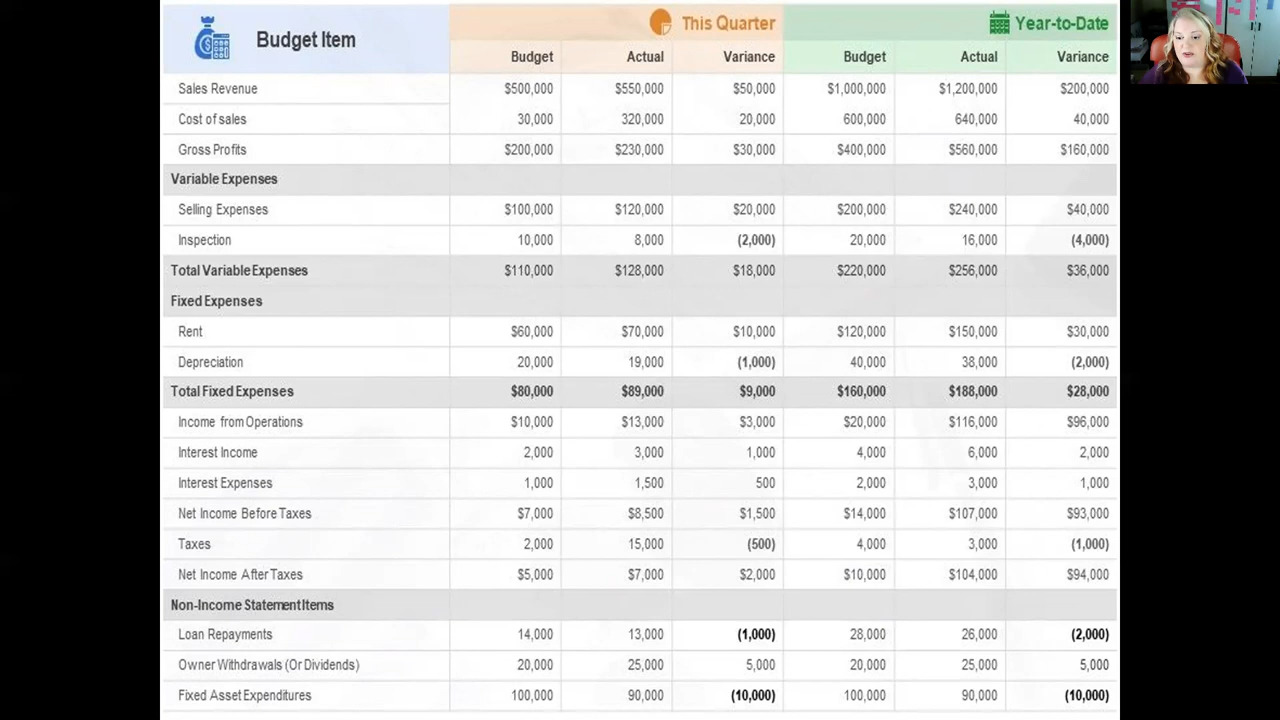 Budget Item
This Quarter Year-to-Date
Budget Actual Variance Budget Actual Variance
Sales Revenue $500,000 $550,000 $50,000 $1,000,000 $1,200,000 $200,000
Cost of sales 30,000 320,000 20,000 600,000 640,000 40,000
Gross Profits $200,000 $230,000 $30,000 $400,000 $560,000 $160,000
Variable Expenses
Selling Expenses $100,000 $120,000 $20,000 $200,000 $240,000 $40,000
Inspection 10,000 8,000 (2,000) 20,000 16,000 (4,000)
Total Variable Expenses $110,000 $128,000 $18,000 $220,000 $256,000 $36,000
Fixed Expenses
Rent $60,000 $70,000 $10,000 $120,000 $150,000 $30,000
Depreciation 20,000 19,000 (1,000) 40,000 38,000 (2,000)
Total Fixed Expenses $80,000 $89,000 $9,000 $160,000 $188,000 $28,000
Income from Operations $10,000 $13,000 $3,000 $20,000 $116,000 $96,000
Interest Income 2,000 3,000 1,000 4,000 6,000 2,000
Interest Expenses 1,000 1,500 500 2,000 3,000 1,000
Net Income Before Taxes $7,000 $8,500 $1,500 $14,000 $107,000 $93,000
Taxes 2,000 15,000 (500) 4,000 3,000 (1,000)
Net Income After Taxes $5,000 $7,000 $2,000 $10,000 $104,000 $94,000
Non-Income Statement Items
Loan Repayments 14,000 13,000 (1,000) 28,000 26,000 (2,000)
Owner Withdrawals (Or Dividends) 20,000 25,000 5,000 20,000 25,000 5,000
Fixed Asset Expenditures 100,000 90,000 (10,000) 100,000 90,000 (10,000)